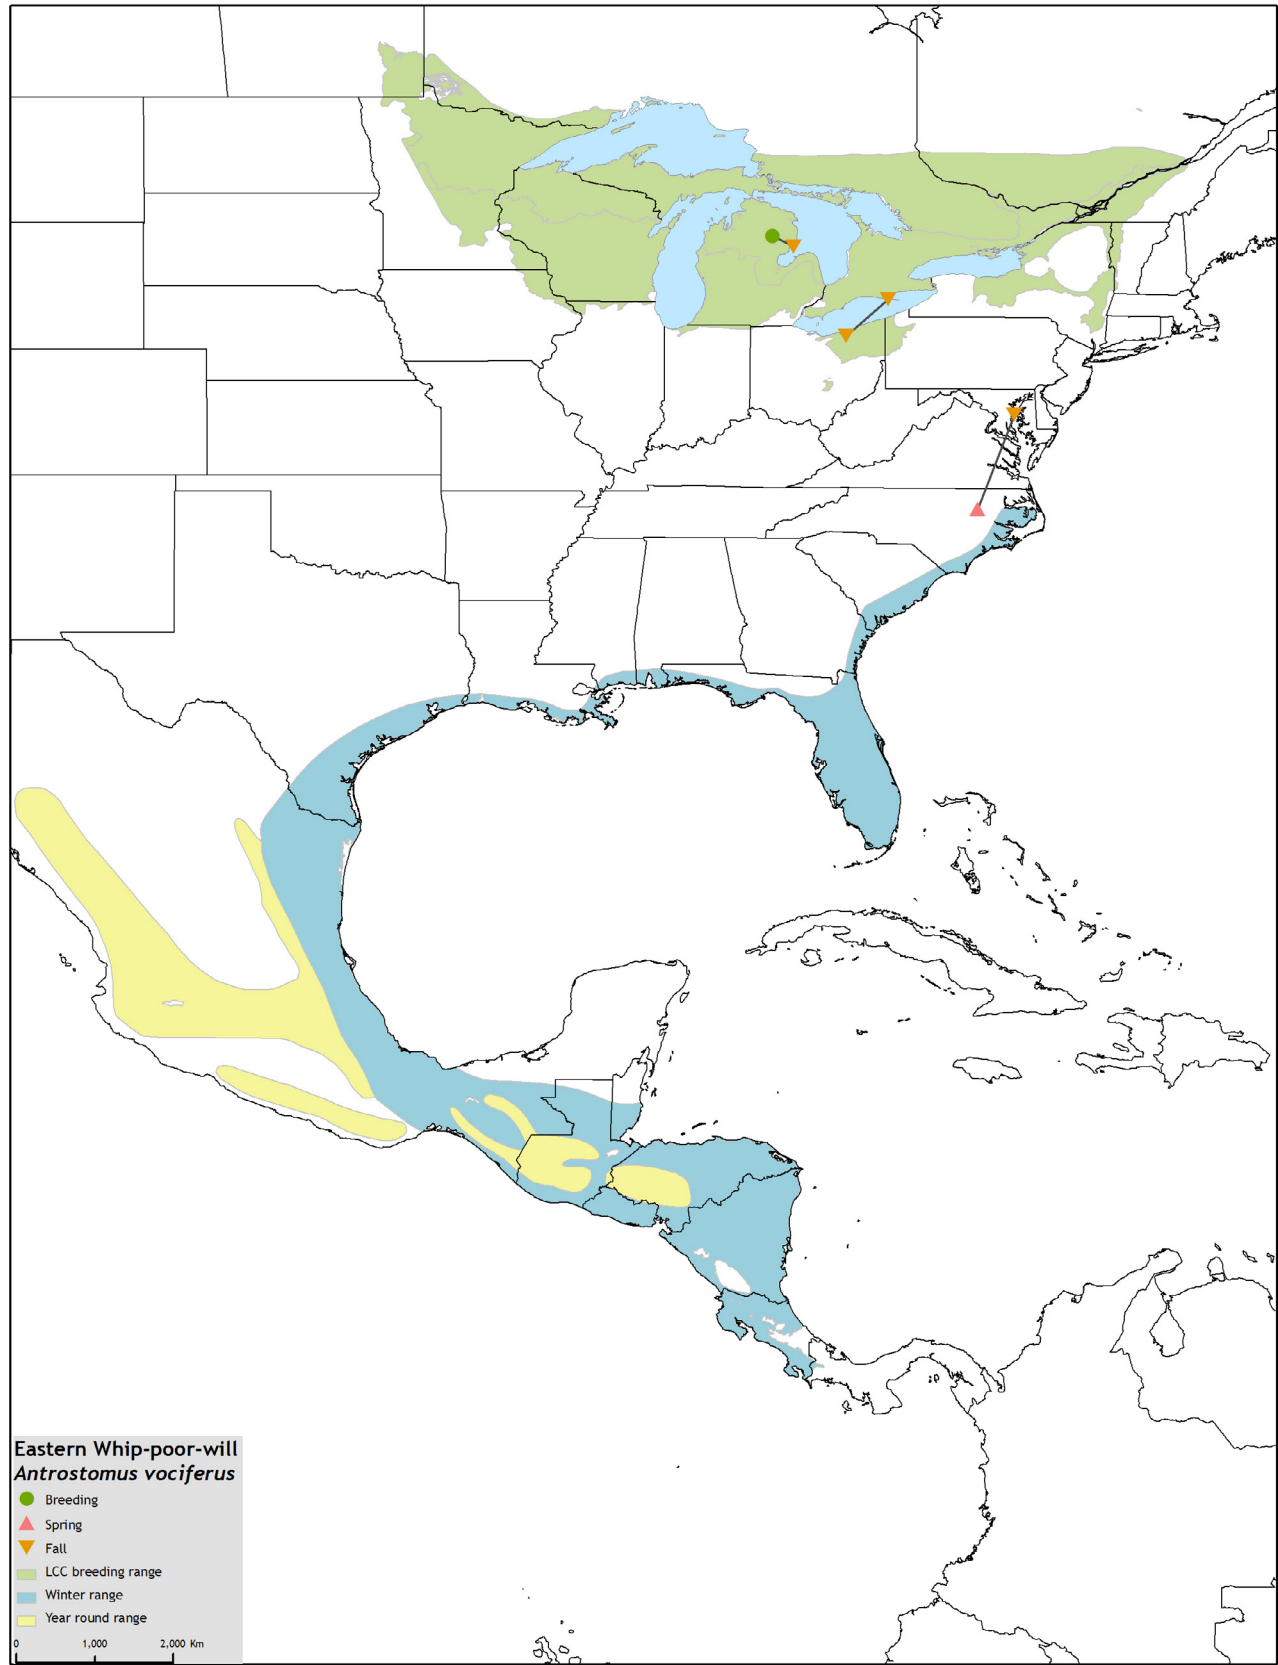 Eastern Whip-poor-will
Antrostomus vociferus
Breeding
Spring
Fall
LCC breeding range
Winter range
Year round range
0 1,000 2,000 Km